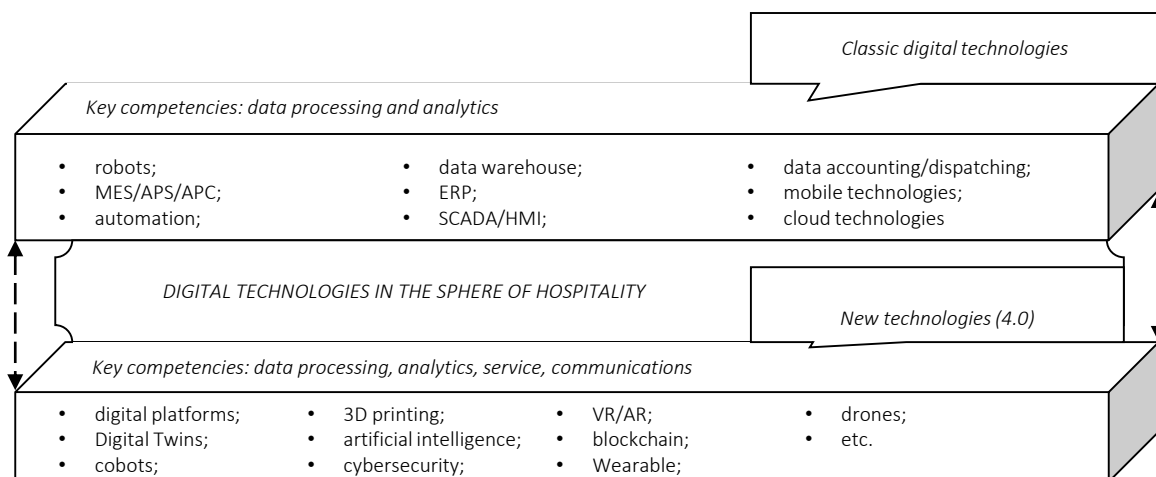 Classic digital technologies
Key competencies: data processing and analytics
• robots;
• MES/APS/APC;
• automation;
• data warehouse;
• ERP;
• SCADA/HMI;
• data accounting/dispatching;
• mobile technologies;
• cloud technologies
DIGITAL TECHNOLOGIES IN THE SPHERE OF HOSPITALITY
New technologies (4.0)
Key competencies: data processing, analytics, service, communications
• digital platforms;
• Digital Twins;
• cobots;
• 3D printing;
• artificial intelligence;
• cybersecurity;
• VR/AR;
• blockchain;
• Wearable;
• drones;
• etc.